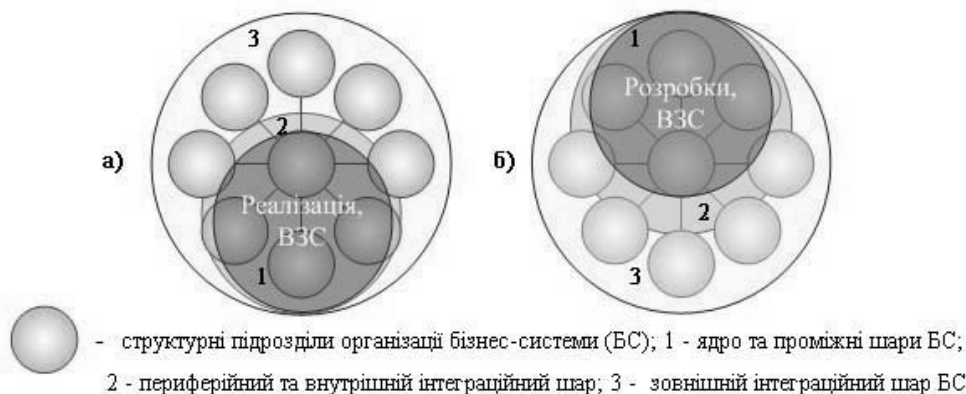 3
2
а)
Реалізація,
ВЗС
1
1
Розробки,
ВЗС
б)
2
3
- структурні підрозділи організації бізнес-системи (БС); 1 - ядро та проміжні шари БС;
2 - периферійний та внутрішній інтеграційний шар; 3 - зовнішній інтеграційний шар БС